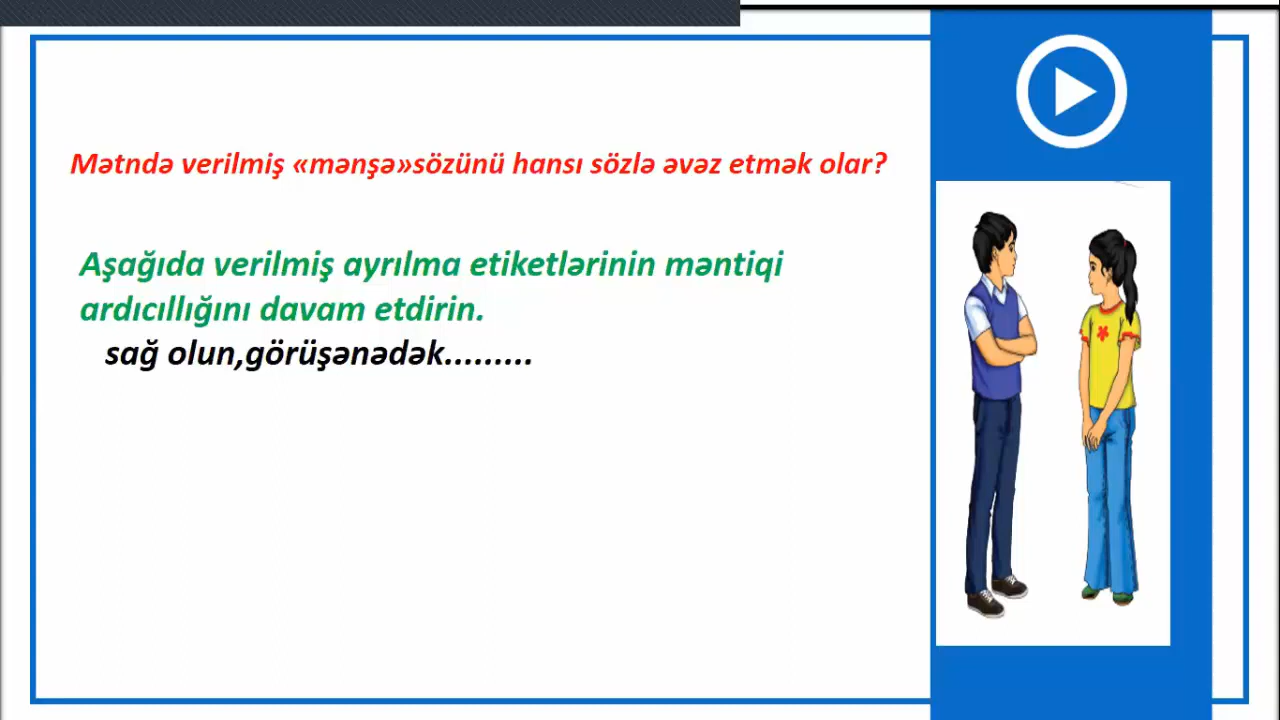 Mətndə verilmiş «mənşə»sözünü hansı sözlə əvəz etmək olar?
Aşağıda verilmiş ayrılma etiketlərinin məntiqi
ardıcıllığını davam etdirin.
sağ olun,görüşənədək.........